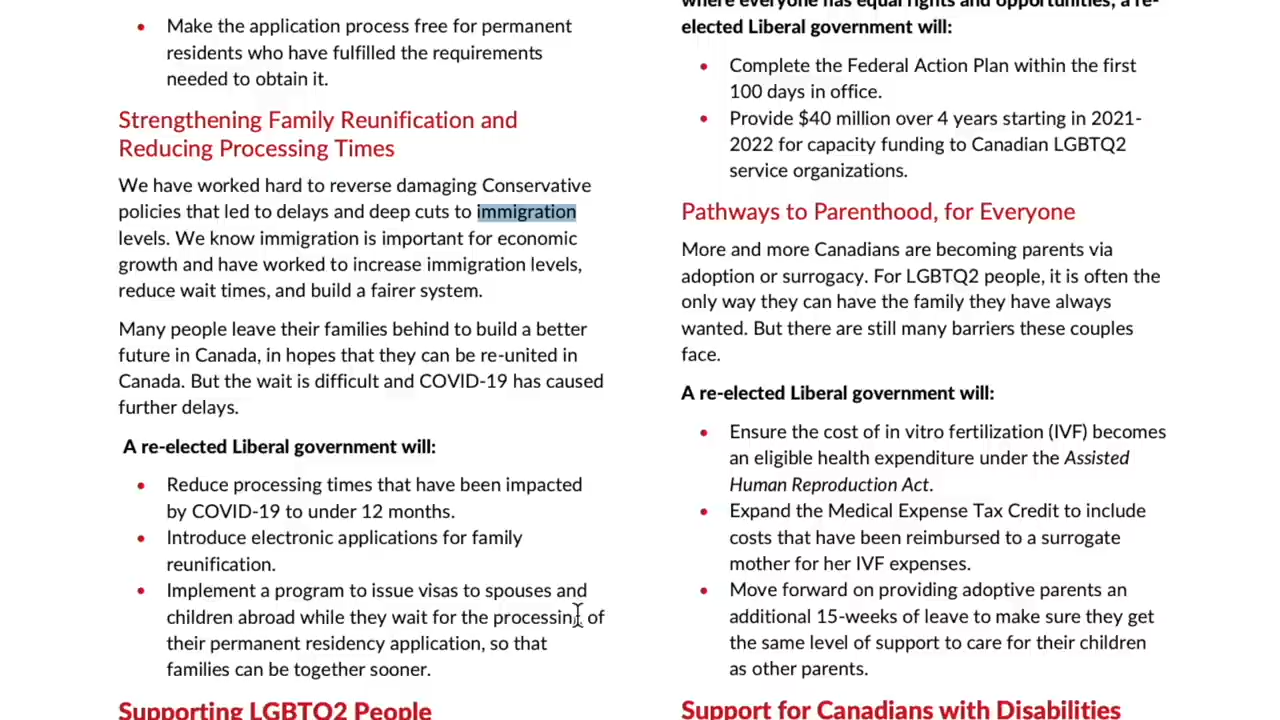 Make the application process free for permanent
residents who have fulfilled the requirements
needed to obtain it.
Strengthening Family Reunification and
Reducing Processing Times
We have worked hard to reverse damaging Conservative
policies that led to delays and deep cuts to immigration
levels. We know immigration is important for economic
growth and have worked to increase immigration levels,
reduce wait times, and build a fairer system.
Many people leave their families behind to build a better
future in Canada, in hopes that they can be re-united in
Canada. But the wait is difficult and COVID-19 has caused
further delays.
A re-elected Liberal government will:
Reduce processing times that have been impacted
by COVID-19 to under 12 months.
Introduce electronic applications for family
reunification.
Implement a program to issue visas to spouses and
children abroad while they wait for the processing of
their permanent residency application, so that
families can be together sooner.
Supporting LGBTQ2 People
where everyone has equal rights and opportunities, a re-
elected Liberal government will:
Complete the Federal Action Plan within the first
100 days in office.
Provide $40 million over 4 years starting in 2021-
2022 for capacity funding to Canadian LGBTQ2
service organizations.
Pathways to Parenthood, for Everyone
More and more Canadians are becoming parents via
adoption or surrogacy. For LGBTQ2 people, it is often the
only way they can have the family they have always
wanted. But there are still many barriers these couples
face.
A re-elected Liberal government will:
Ensure the cost of in vitro fertilization (IVF) becomes
an eligible health expenditure under the Assisted
Human Reproduction Act.
Expand the Medical Expense Tax Credit to include
costs that have been reimbursed to a surrogate
mother for her IVF expenses.
Move forward on providing adoptive parents an
additional 15-weeks of leave to make sure they get
the same level of support to care for their children
as other parents.
Support for Canadians with Disabilities